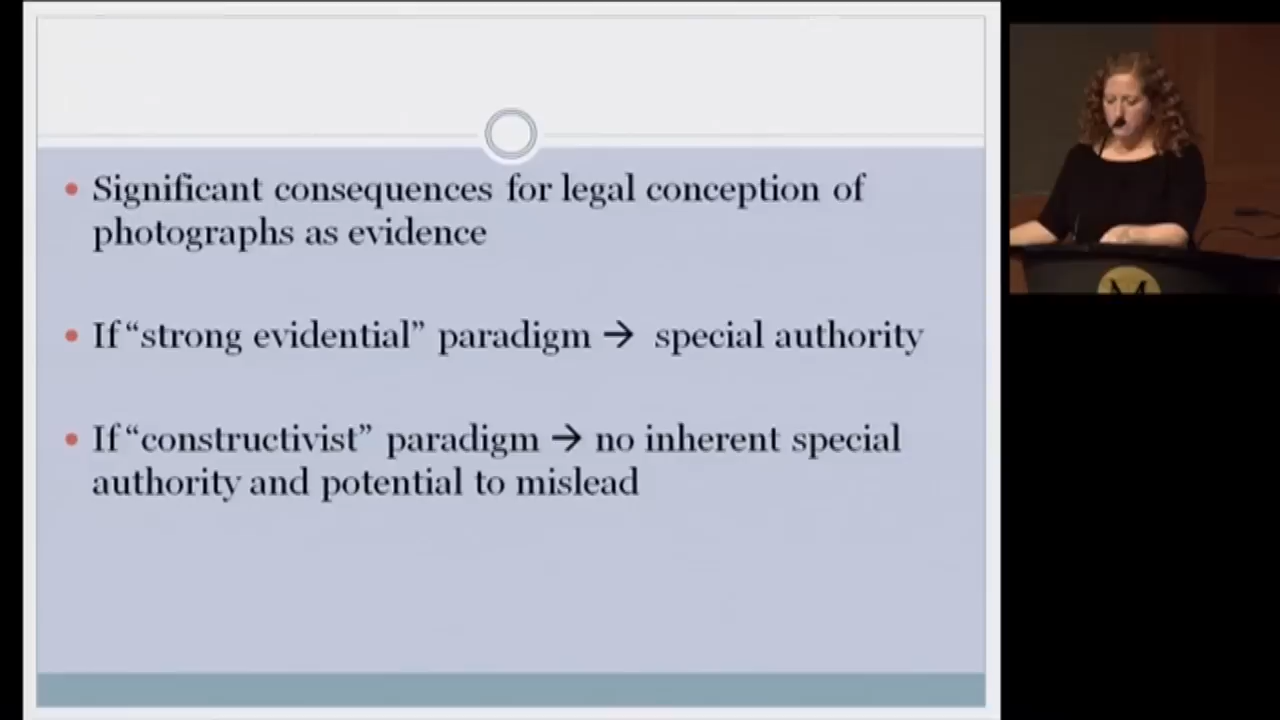 • Significant consequences for legal conception of
photographs as evidence
• If “strong evidential” paradigm → special authority
• If “constructivist” paradigm → no inherent special
authority and potential to mislead
M